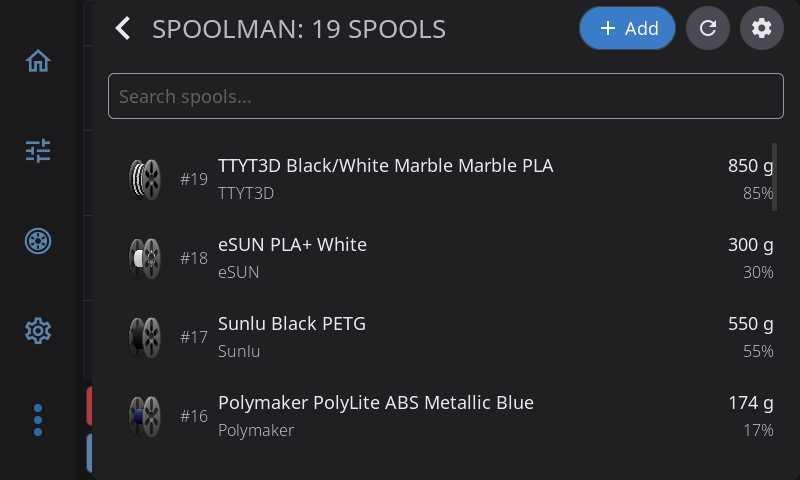 SPOOLMAN: 19 SPOOLS
+ Add
Search spools...
#19
TTYT3D Black/White Marble Marble PLA
850 g
TTYT3D
85%
#18
eSUN PLA+ White
300 g
eSUN
30%
#17
Sunlu Black PETG
550 g
Sunlu
55%
#16
Polymaker PolyLite ABS Metallic Blue
174 g
Polymaker
17%